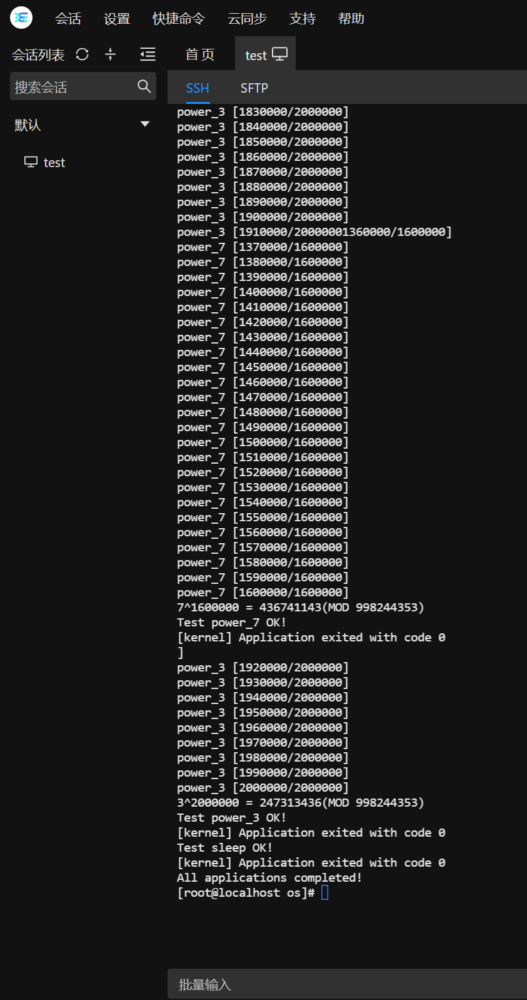 会话 设置 快捷命令 云同步 支持 帮助
会话列表
首页 test
搜索会话
SSH SFTP
默认
test
power_3 [1830000/2000000]
power_3 [1840000/2000000]
power_3 [1850000/2000000]
power_3 [1860000/2000000]
power_3 [1870000/2000000]
power_3 [1880000/2000000]
power_3 [1890000/2000000]
power_3 [1900000/2000000]
power_3 [1910000/20000001360000/1600000]
power_7 [1370000/1600000]
power_7 [1380000/1600000]
power_7 [1390000/1600000]
power_7 [1400000/1600000]
power_7 [1410000/1600000]
power_7 [1420000/1600000]
power_7 [1430000/1600000]
power_7 [1440000/1600000]
power_7 [1450000/1600000]
power_7 [1460000/1600000]
power_7 [1470000/1600000]
power_7 [1480000/1600000]
power_7 [1490000/1600000]
power_7 [1500000/1600000]
power_7 [1510000/1600000]
power_7 [1520000/1600000]
power_7 [1530000/1600000]
power_7 [1540000/1600000]
power_7 [1550000/1600000]
power_7 [1560000/1600000]
power_7 [1570000/1600000]
power_7 [1580000/1600000]
power_7 [1590000/1600000]
power_7 [1600000/1600000]
7^1600000 = 436741143(MOD 998244353)
Test power_7 OK!
[kernel] Application exited with code 0
]
power_3 [1920000/2000000]
power_3 [1930000/2000000]
power_3 [1940000/2000000]
power_3 [1950000/2000000]
power_3 [1960000/2000000]
power_3 [1970000/2000000]
power_3 [1980000/2000000]
power_3 [1990000/2000000]
power_3 [2000000/2000000]
3^2000000 = 247313436(MOD 998244353)
Test power_3 OK!
[kernel] Application exited with code 0
Test sleep OK!
[kernel] Application exited with code 0
All applications completed!
[root@localhost os]#
批量输入